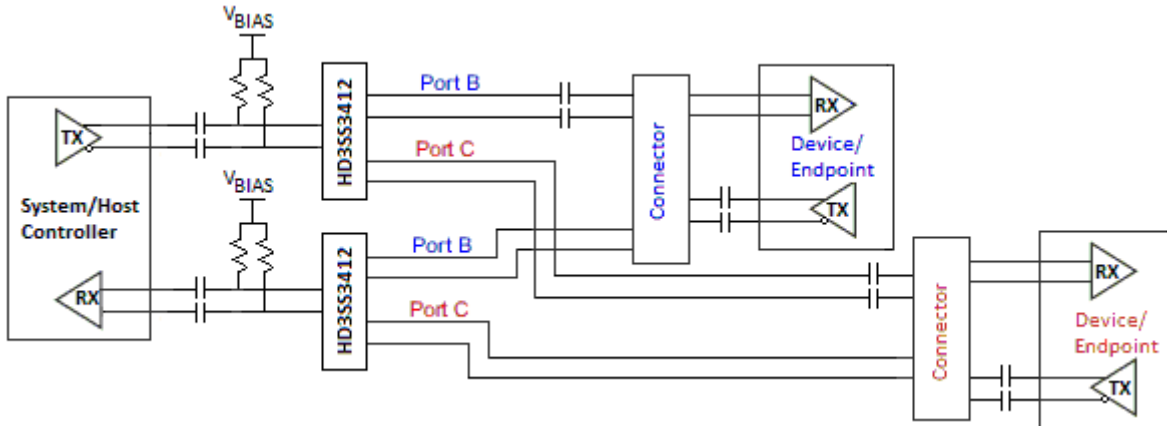 VBIAS
TX
HD3SS3412
Port B
Port C
System/Host
Controller
VBIAS
RX
HD3SS3412
Port B
Port C
Connector
RX
Device/
Endpoint
TX
Connector
RX
Device/
Endpoint
TX